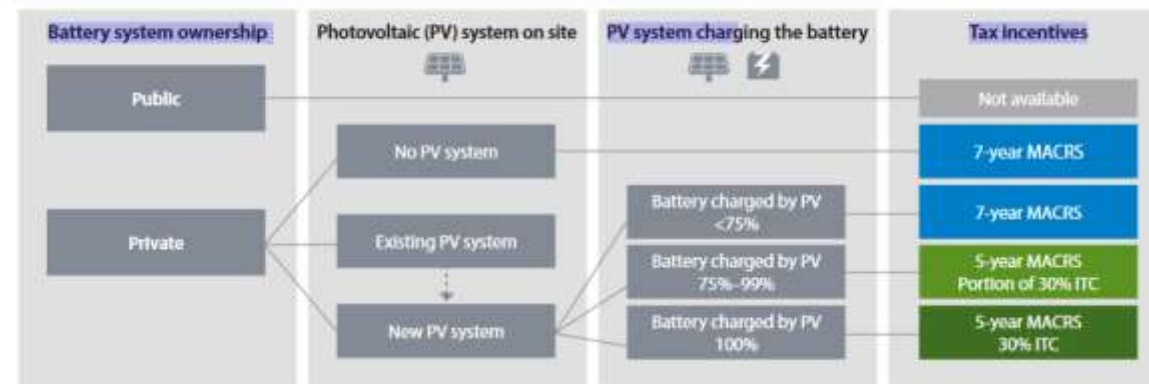 Battery system ownership
Photovoltaic (PV) system on site
PV system charging the battery
Tax incentives
Public
Not available
No PV system
7-year MACRS
Private
Existing PV system
New PV system
Battery charged by PV
<75%
7-year MACRS
Battery charged by PV
75%–99%
5-year MACRS
Portion of 30% ITC
Battery charged by PV
100%
5-year MACRS
30% ITC